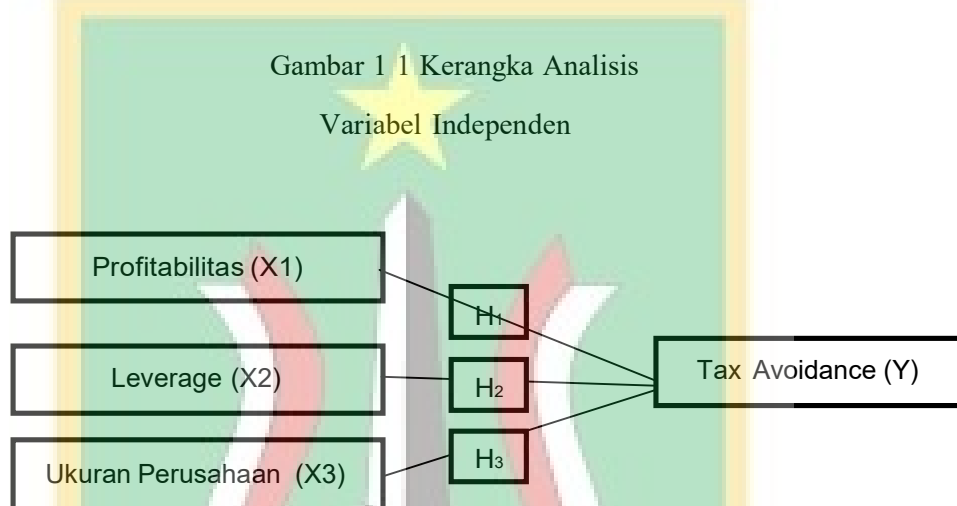 Gambar 1 1 Kerangka Analisis
Variabel Independen
Profitabilitas (X1)
H1
Leverage (X2)
H2
Tax Avoidance (Y)
Ukuran Perusahaan (X3)
H3